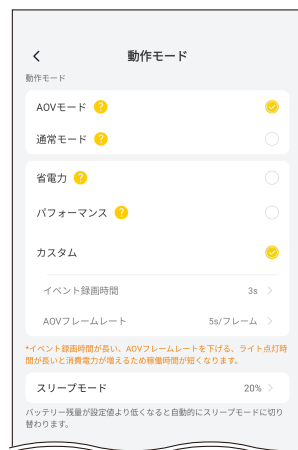 動作モード
動作モード
AOVモード ?
通常モード ?
省電力 ?
パフォーマンス ?
カスタム
イベント録画時間 3s
AOVフレームレート 5s/フレーム
*イベント録画時間が長い、AOVフレームレートを下げる、ライト点灯時
間が長いと消費電力が増えるため稼働時間が短くなります。
スリープモード 20%
バッテリー残量が設定値より低くなると自動的にスリープモードに切り
替わります。